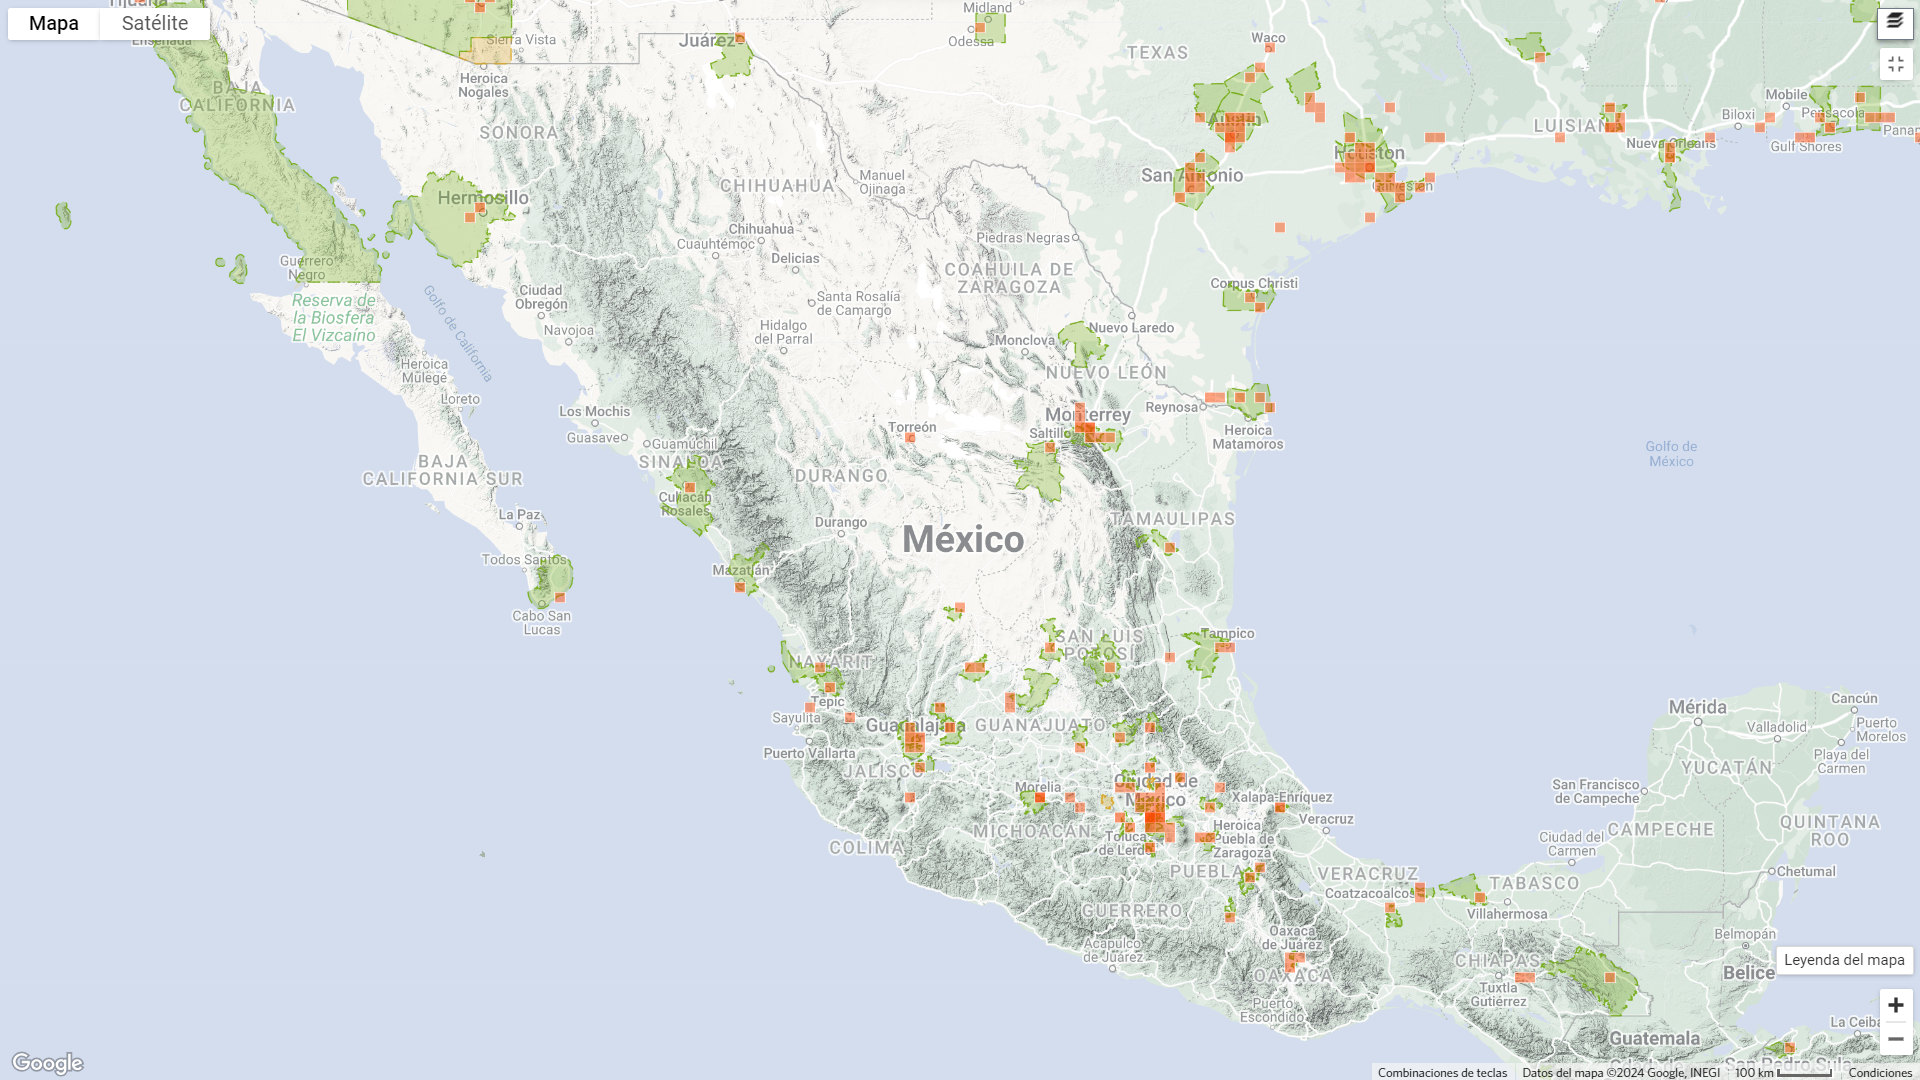 Mapa
Satélite
Ensenada
Sierra Vista
Juárez
Midland
Odessa
TEXAS
Waco
Heroica
Nogales
BAJA
CALIFORNIA
SONORA
Austin
LUISIANA
Mobile
Biloxi
Pensacola
Gulf Shores
Nueva Orleans
Houston
Galveston
San Antonio
CHIHUAHUA
Manuel
Ojinaga
Hermosillo
Chihuahua
Cuauhtémoc
Delicias
Piedras Negras
Guerrero
Negro
Reserva de
la Biosfera
El Vizcaíno
Golfo de California
Ciudad
Obregón
Navojoa
Santa Rosalía
de Camargo
COAHUILA DE
ZARAGOZA
Corpus Christi
Hidalgo
del Parral
Monclova
Nuevo Laredo
NUEVO LEÓN
Heroica
Mulegé
Loreto
Los Mochis
Guasave
Guamúchil
SINALOA
Torreón
Saltillo
Monterrey
Reynosa
Heroica
Matamoros
Golfo de
México
BAJA
CALIFORNIA SUR
DURANGO
Culiacán
Rosales
La Paz
Durango
México
TAMAULIPAS
Todos Santos
Mazatlán
Cabo San
Lucas
NAYARIT
SAN LUIS
POTOSÍ
Tampico
Tepic
Sayulita
Puerto Vallarta
Guadalajara
GUANAJUATO
JALISCO
Mérida
Cancún
Valladolid
Puerto
Morelos
Playa del
Carmen
YUCATÁN
Morelia
Ciudad de
México
Xalapa-Enríquez
Veracruz
San Francisco
de Campeche
MICHOACÁN
COLIMA
Toluca
de Lerdo
Heroica
Puebla de
Zaragoza
PUEBLA
Ciudad del
Carmen
CAMPECHE
QUINTANA
ROO
Chetumal
VERACRUZ
Coatzacoalcos
TABASCO
Villahermosa
GUERRERO
Acapulco
de Juárez
Oaxaca
de Juárez
OAXACA
Puerto
Escondido
CHIAPAS
Tuxtla
Gutiérrez
Belmopán
Belice
Leyenda del mapa
Guatemala
La Ceiba
San Pedro Sula
Google
Combinaciones de teclas
Datos del mapa ©2024 Google, INEGI
100 km
Condiciones